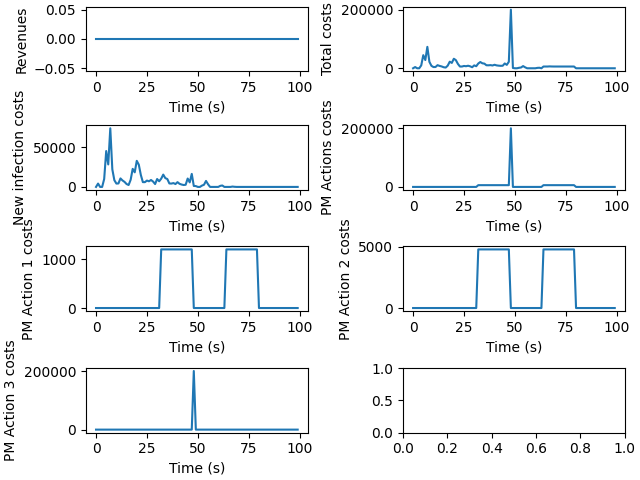 Revenues
0.05
0.00
−0.05
0 25 50 75 100
Time (s)
Total costs
200000
0
0 25 50 75 100
Time (s)
New infection costs
50000
0
0 25 50 75 100
Time (s)
PM Actions costs
200000
0
0 25 50 75 100
Time (s)
PM Action 1 costs
1000
0
0 25 50 75 100
Time (s)
PM Action 2 costs
5000
0
0 25 50 75 100
Time (s)
PM Action 3 costs
200000
0
0 25 50 75 100
Time (s)
1.0
0.5
0.0
0.0 0.2 0.4 0.6 0.8 1.0